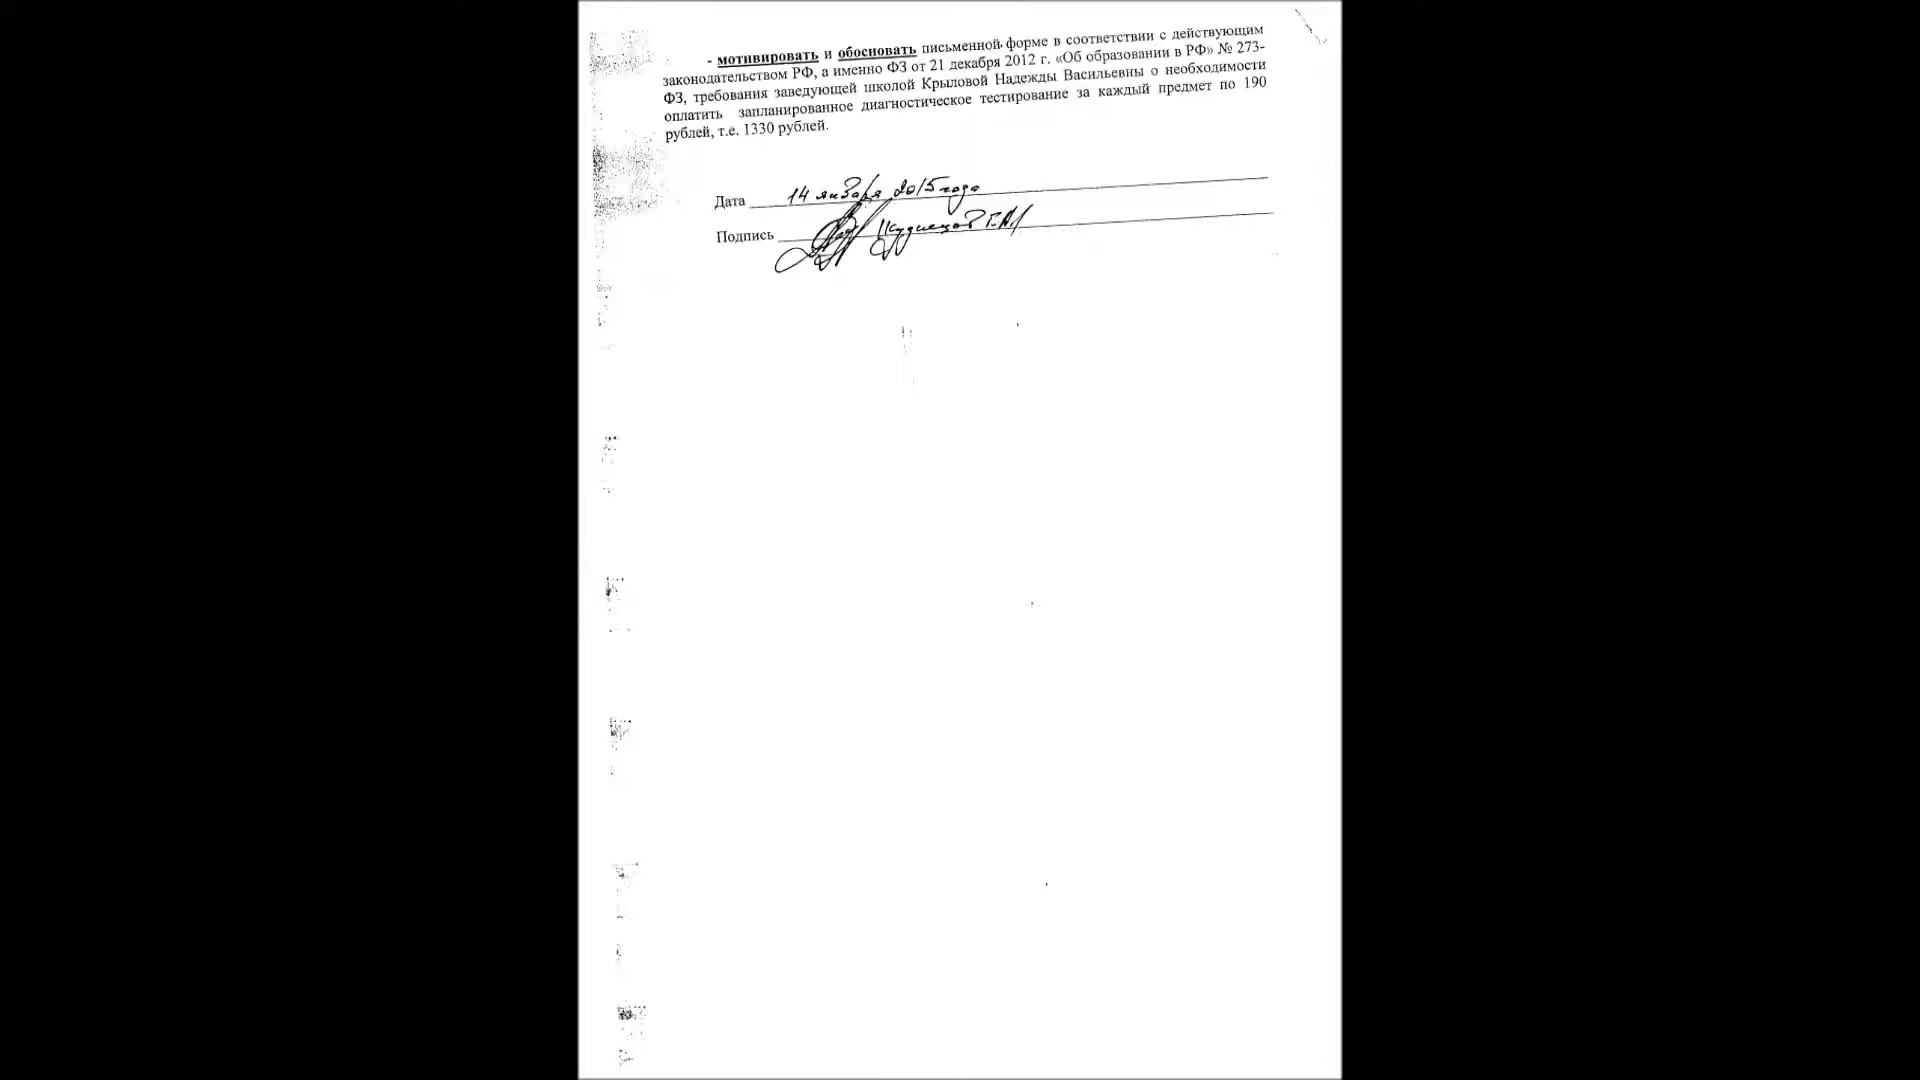 - мотивировать и обосновать письменной форме в соответствии с действующим
законодательством РФ, а именно ФЗ от 21 декабря 2012 г. «Об образовании в РФ» № 273-
ФЗ, требования заведующей школой Крыловой Надежды Васильевны о необходимости
оплатить запланированное диагностическое тестирование за каждый предмет по 190
рублей, т.е. 1330 рублей.
Дата 14 января 2015 года
Подпись